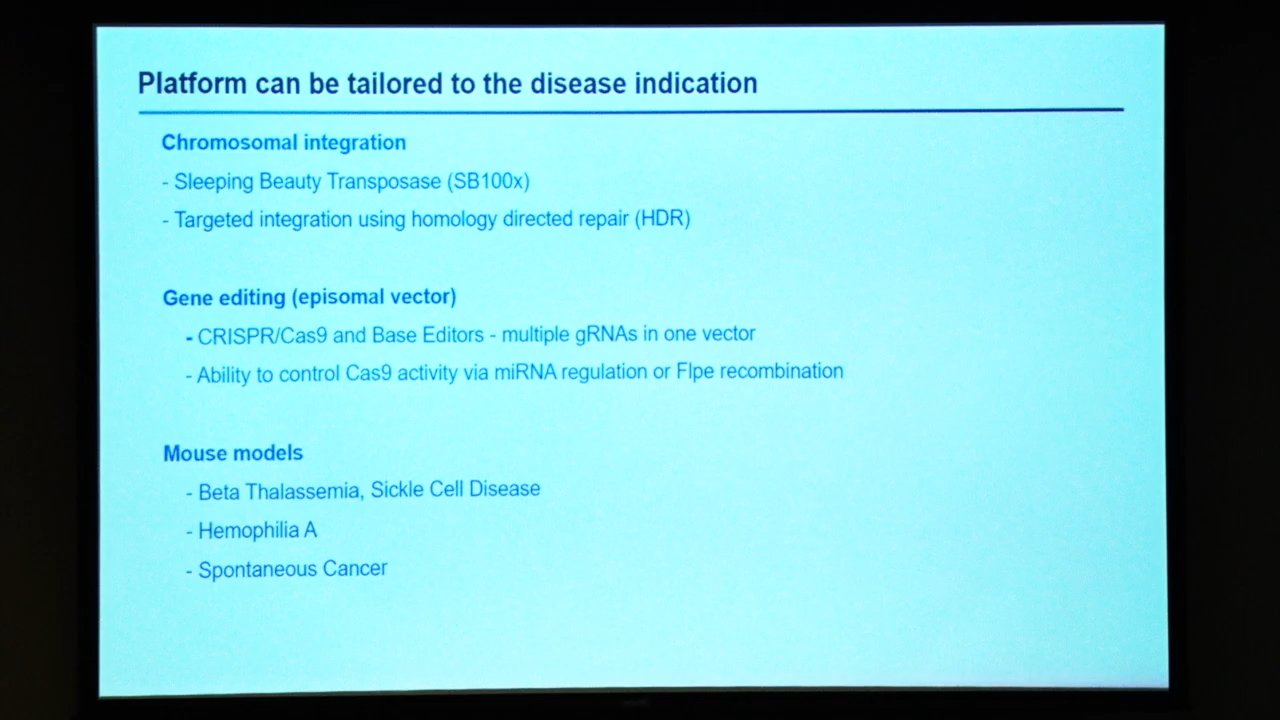 Platform can be tailored to the disease indication
Chromosomal integration
- Sleeping Beauty Transposase (SB100x)
- Targeted integration using homology directed repair (HDR)
Gene editing (episomal vector)
- CRISPR/Cas9 and Base Editors - multiple gRNAs in one vector
- Ability to control Cas9 activity via miRNA regulation or Flpe recombination
Mouse models
- Beta Thalassemia, Sickle Cell Disease
- Hemophilia A
- Spontaneous Cancer